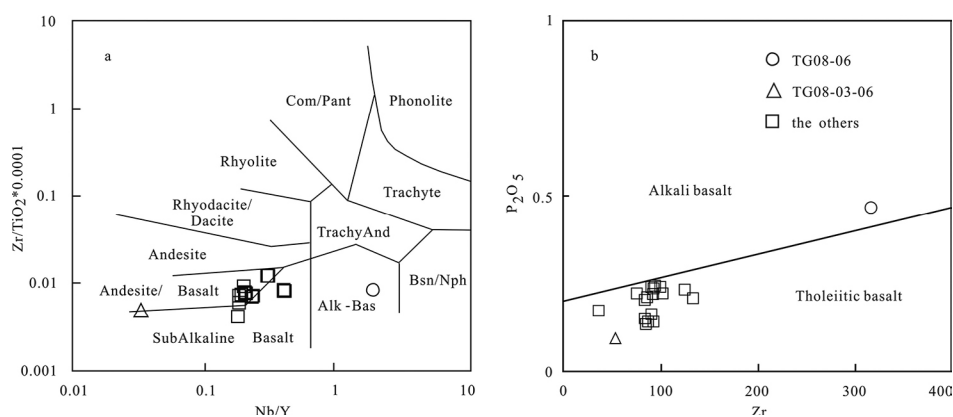 a
10
1
0.1
0.01
0.001
Zr/TiO2*0.0001
Com/Pant
Phonolite
Rhyolite
Trachyte
Rhyodacite/
Dacite
TrachyAnd
Andesite
Bsn/Nph
Andesite/
Basalt
Alk-Bas
SubAlkaline Basalt
0.01
0.1
1
10
Nb/Y
b
1
0.5
0
P2O5
TG08-06
TG08-03-06
the others
Alkali basalt
Tholeiitic basalt
0
100
200
300
400
Zr